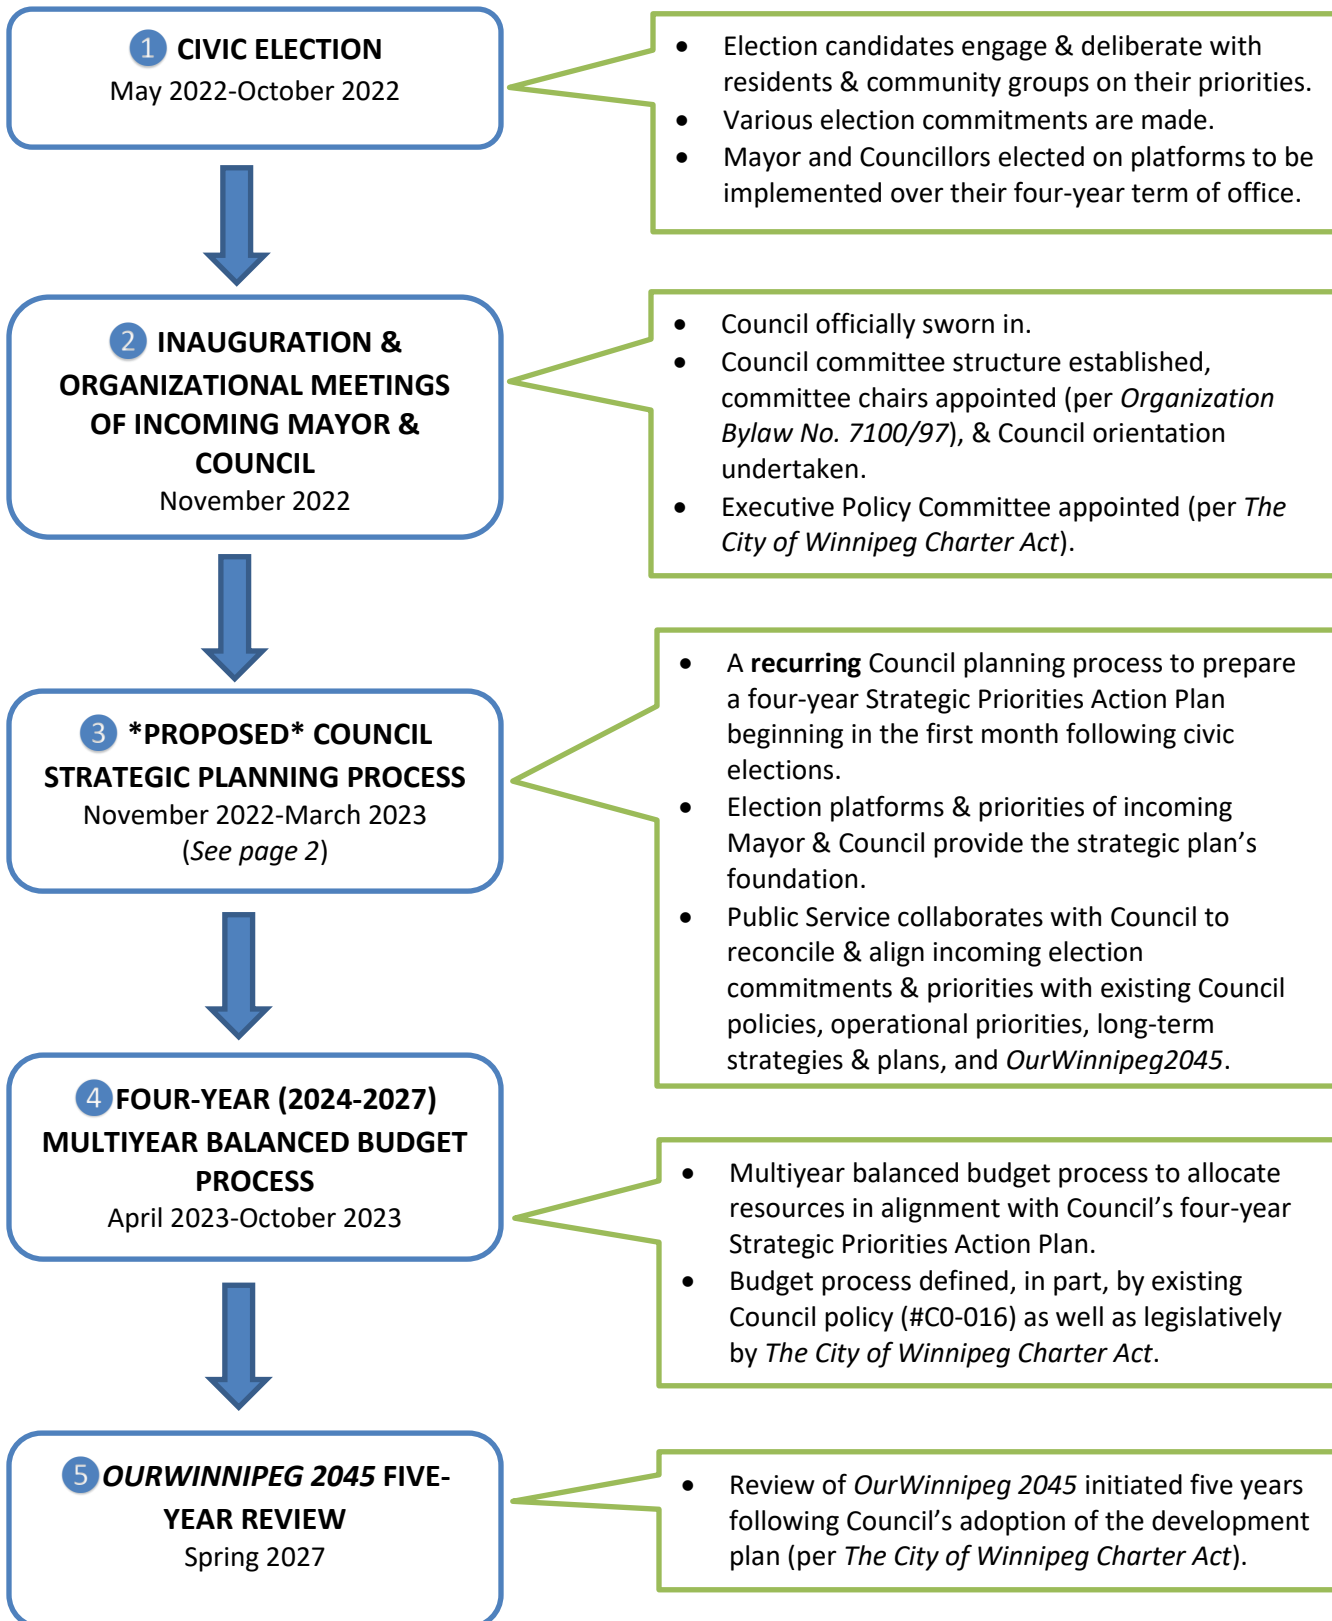 1 CIVIC ELECTION
May 2022-October 2022
• Election candidates engage & deliberate with
residents & community groups on their priorities.
• Various election commitments are made.
• Mayor and Councillors elected on platforms to be
implemented over their four-year term of office.
2 INAUGURATION &
ORGANIZATIONAL MEETINGS
OF INCOMING MAYOR &
COUNCIL
November 2022
• Council officially sworn in.
• Council committee structure established,
committee chairs appointed (per Organization
Bylaw No. 7100/97), & Council orientation
undertaken.
• Executive Policy Committee appointed (per The
City of Winnipeg Charter Act).
3 *PROPOSED* COUNCIL
STRATEGIC PLANNING PROCESS
November 2022-March 2023
(See page 2)
• A recurring Council planning process to prepare
a four-year Strategic Priorities Action Plan
beginning in the first month following civic
elections.
• Election platforms & priorities of incoming
Mayor & Council provide the strategic plan’s
foundation.
• Public Service collaborates with Council to
reconcile & align incoming election
commitments & priorities with existing Council
policies, operational priorities, long-term
strategies & plans, and OurWinnipeg2045.
4 FOUR-YEAR (2024-2027)
MULTIYEAR BALANCED BUDGET
PROCESS
April 2023-October 2023
• Multiyear balanced budget process to allocate
resources in alignment with Council’s four-year
Strategic Priorities Action Plan.
• Budget process defined, in part, by existing
Council policy (#C0-016) as well as legislatively
by The City of Winnipeg Charter Act.
5 OURWINNIPEG 2045 FIVE-
YEAR REVIEW
Spring 2027
• Review of OurWinnipeg 2045 initiated five years
following Council’s adoption of the development
plan (per The City of Winnipeg Charter Act).